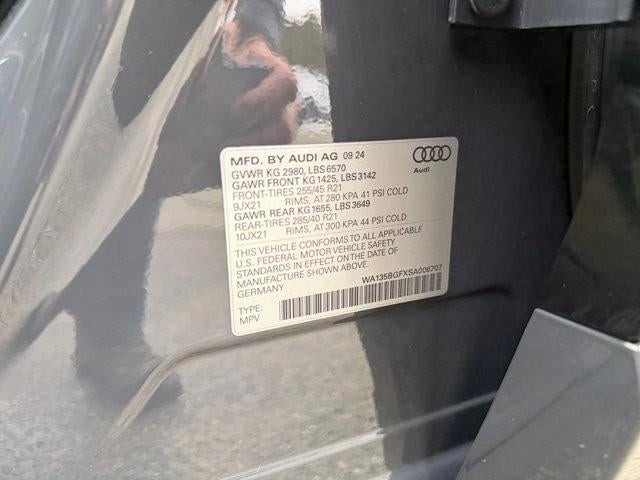 MFD. BY AUDI AG 09 24
Audi
GVWR KG 2980, LBS 6570
GAWR FRONT KG 1425, LBS 3142
FRONT-TIRES 255/45 R21
9JX21 RIMS, AT 280 KPA 41 PSI COLD
GAWR REAR KG 1655, LBS 3649
REAR-TIRES 285/40 R21
10JX21 RIMS, AT 300 KPA 44 PSI COLD
THIS VEHICLE CONFORMS TO ALL APPLICABLE
U.S. FEDERAL MOTOR VEHICLE SAFETY
STANDARDS IN EFFECT ON THE DATE OF
MANUFACTURE SHOWN ABOVE.
GERMANY
WA135BGFXSA006707
TYPE:
MPV